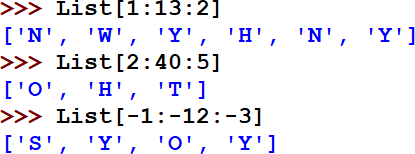 >>> List[1:13:2]
['N', 'W', 'Y', 'H', 'N', 'Y']
>>> List[2:40:5]
['O', 'H', 'T']
>>> List[-1:-12:-3]
['S', 'Y', 'O', 'Y']